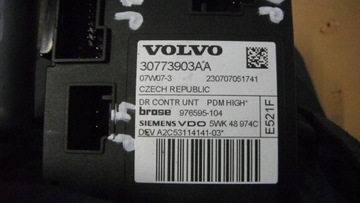 VOLVO
30773903AA
07W07-3 230707051741
CZECH REPUBLIC
DR CONTR UNT PDM HIGH*
brose 976595-104
SIEMENS VDO 5WK 48 974C
DEV A2C53114141-03*
E521F